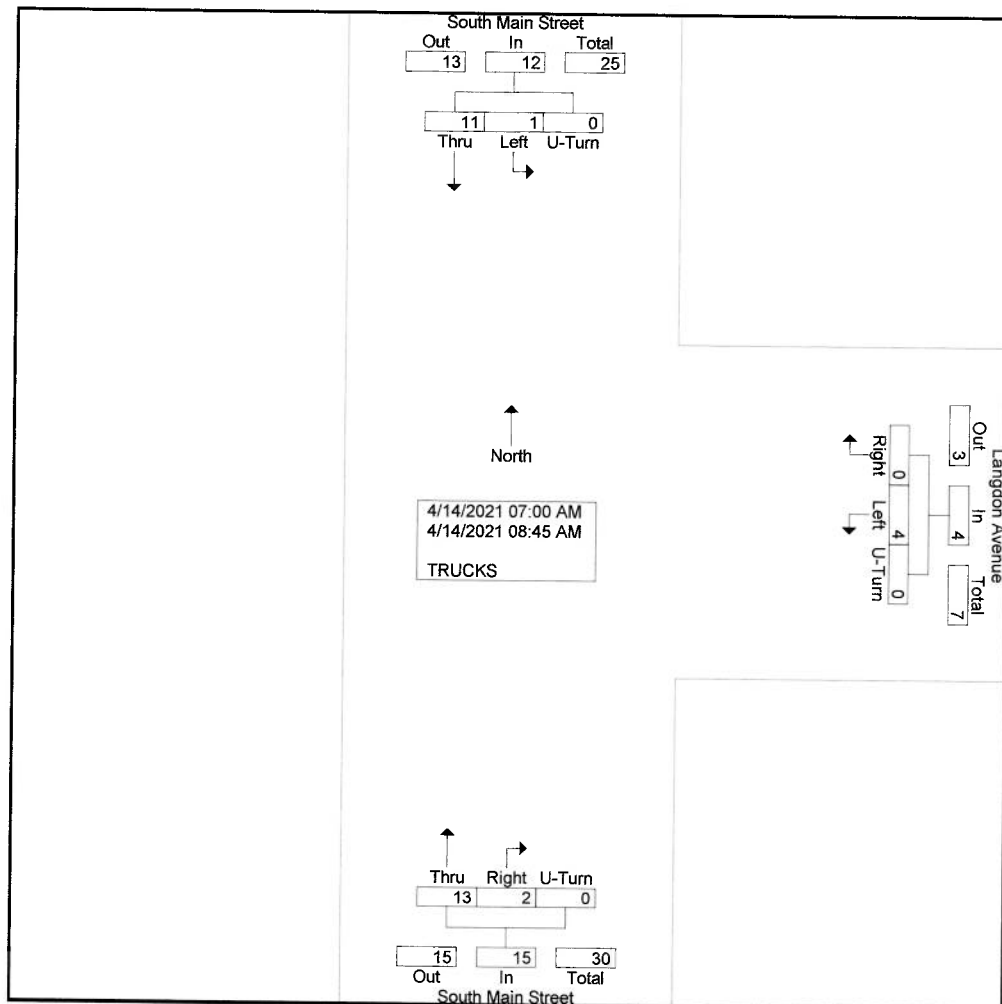 South Main Street
Out In Total
13 12 25
11 1 0
Thru Left U-Turn
North
4/14/2021 07:00 AM
4/14/2021 08:45 AM
TRUCKS
Langdon Avenue
Out In Total
3 4 7
0 4 0
Right Left U-Turn
Thru Right U-Turn
13 2 0
15 15 30
Out In Total
South Main Street